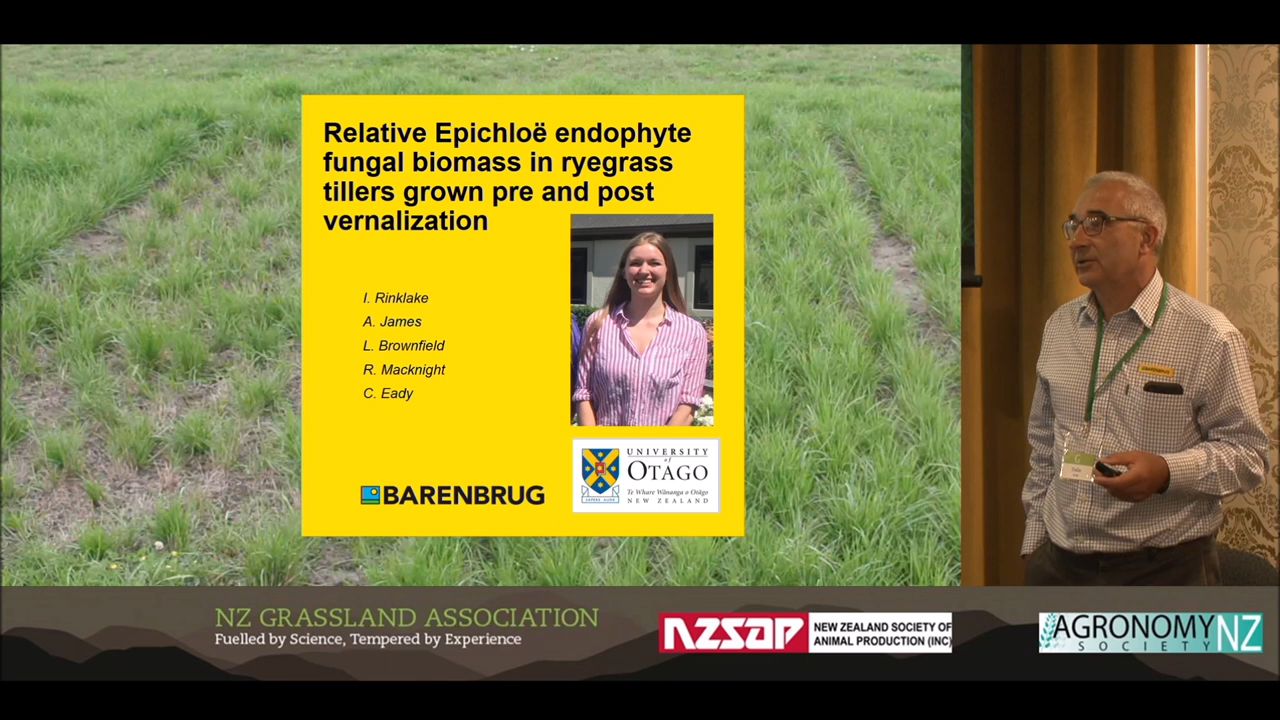 Relative Epichloë endophyte
fungal biomass in ryegrass
tillers grown pre and post
vernalization
I. Rinklake
A. James
L. Brownfield
R. Macknight
C. Eady
BARENBRUG
UNIVERSITY
of
OTAGO
Te Whare Wānanga o Otāgo
NEW ZEALAND
SAPERE AUDE
NZ GRASSLAND ASSOCIATION
Fuelled by Science, Tempered by Experience
NZSAP
NEW ZEALAND SOCIETY OF
ANIMAL PRODUCTION (INC)
AGRONOMY NZ
SOCIETY